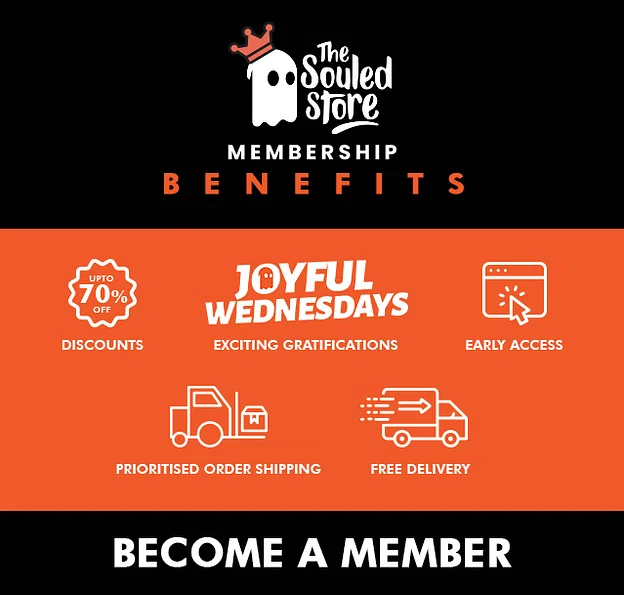 The
Souled
Store
MEMBERSHIP
BENEFITS
UPTO
70%
OFF
DISCOUNTS
JOYFUL
WEDNESDAYS
EXCITING GRATIFICATIONS
EARLY ACCESS
PRIORITISED ORDER SHIPPING
FREE DELIVERY
BECOME A MEMBER